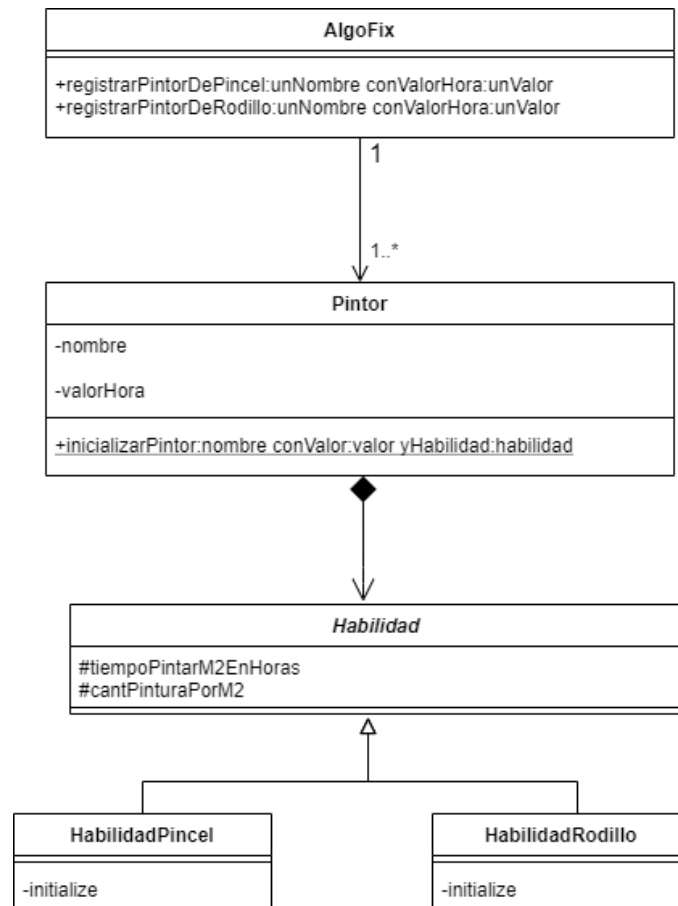 AlgoFix
+registrarPintorDePincel:unNombre conValorHora:unValor
+registrarPintorDeRodillo:unNombre conValorHora:unValor
1
1..*
Pintor
-nombre
-valorHora
+inicializarPintor:nombre conValor:valor yHabilidad:habilidad
Habilidad
#tiempoPintarM2EnHoras
#cantPinturaPorM2
HabilidadPincel
HabilidadRodillo
-initialize
-initialize